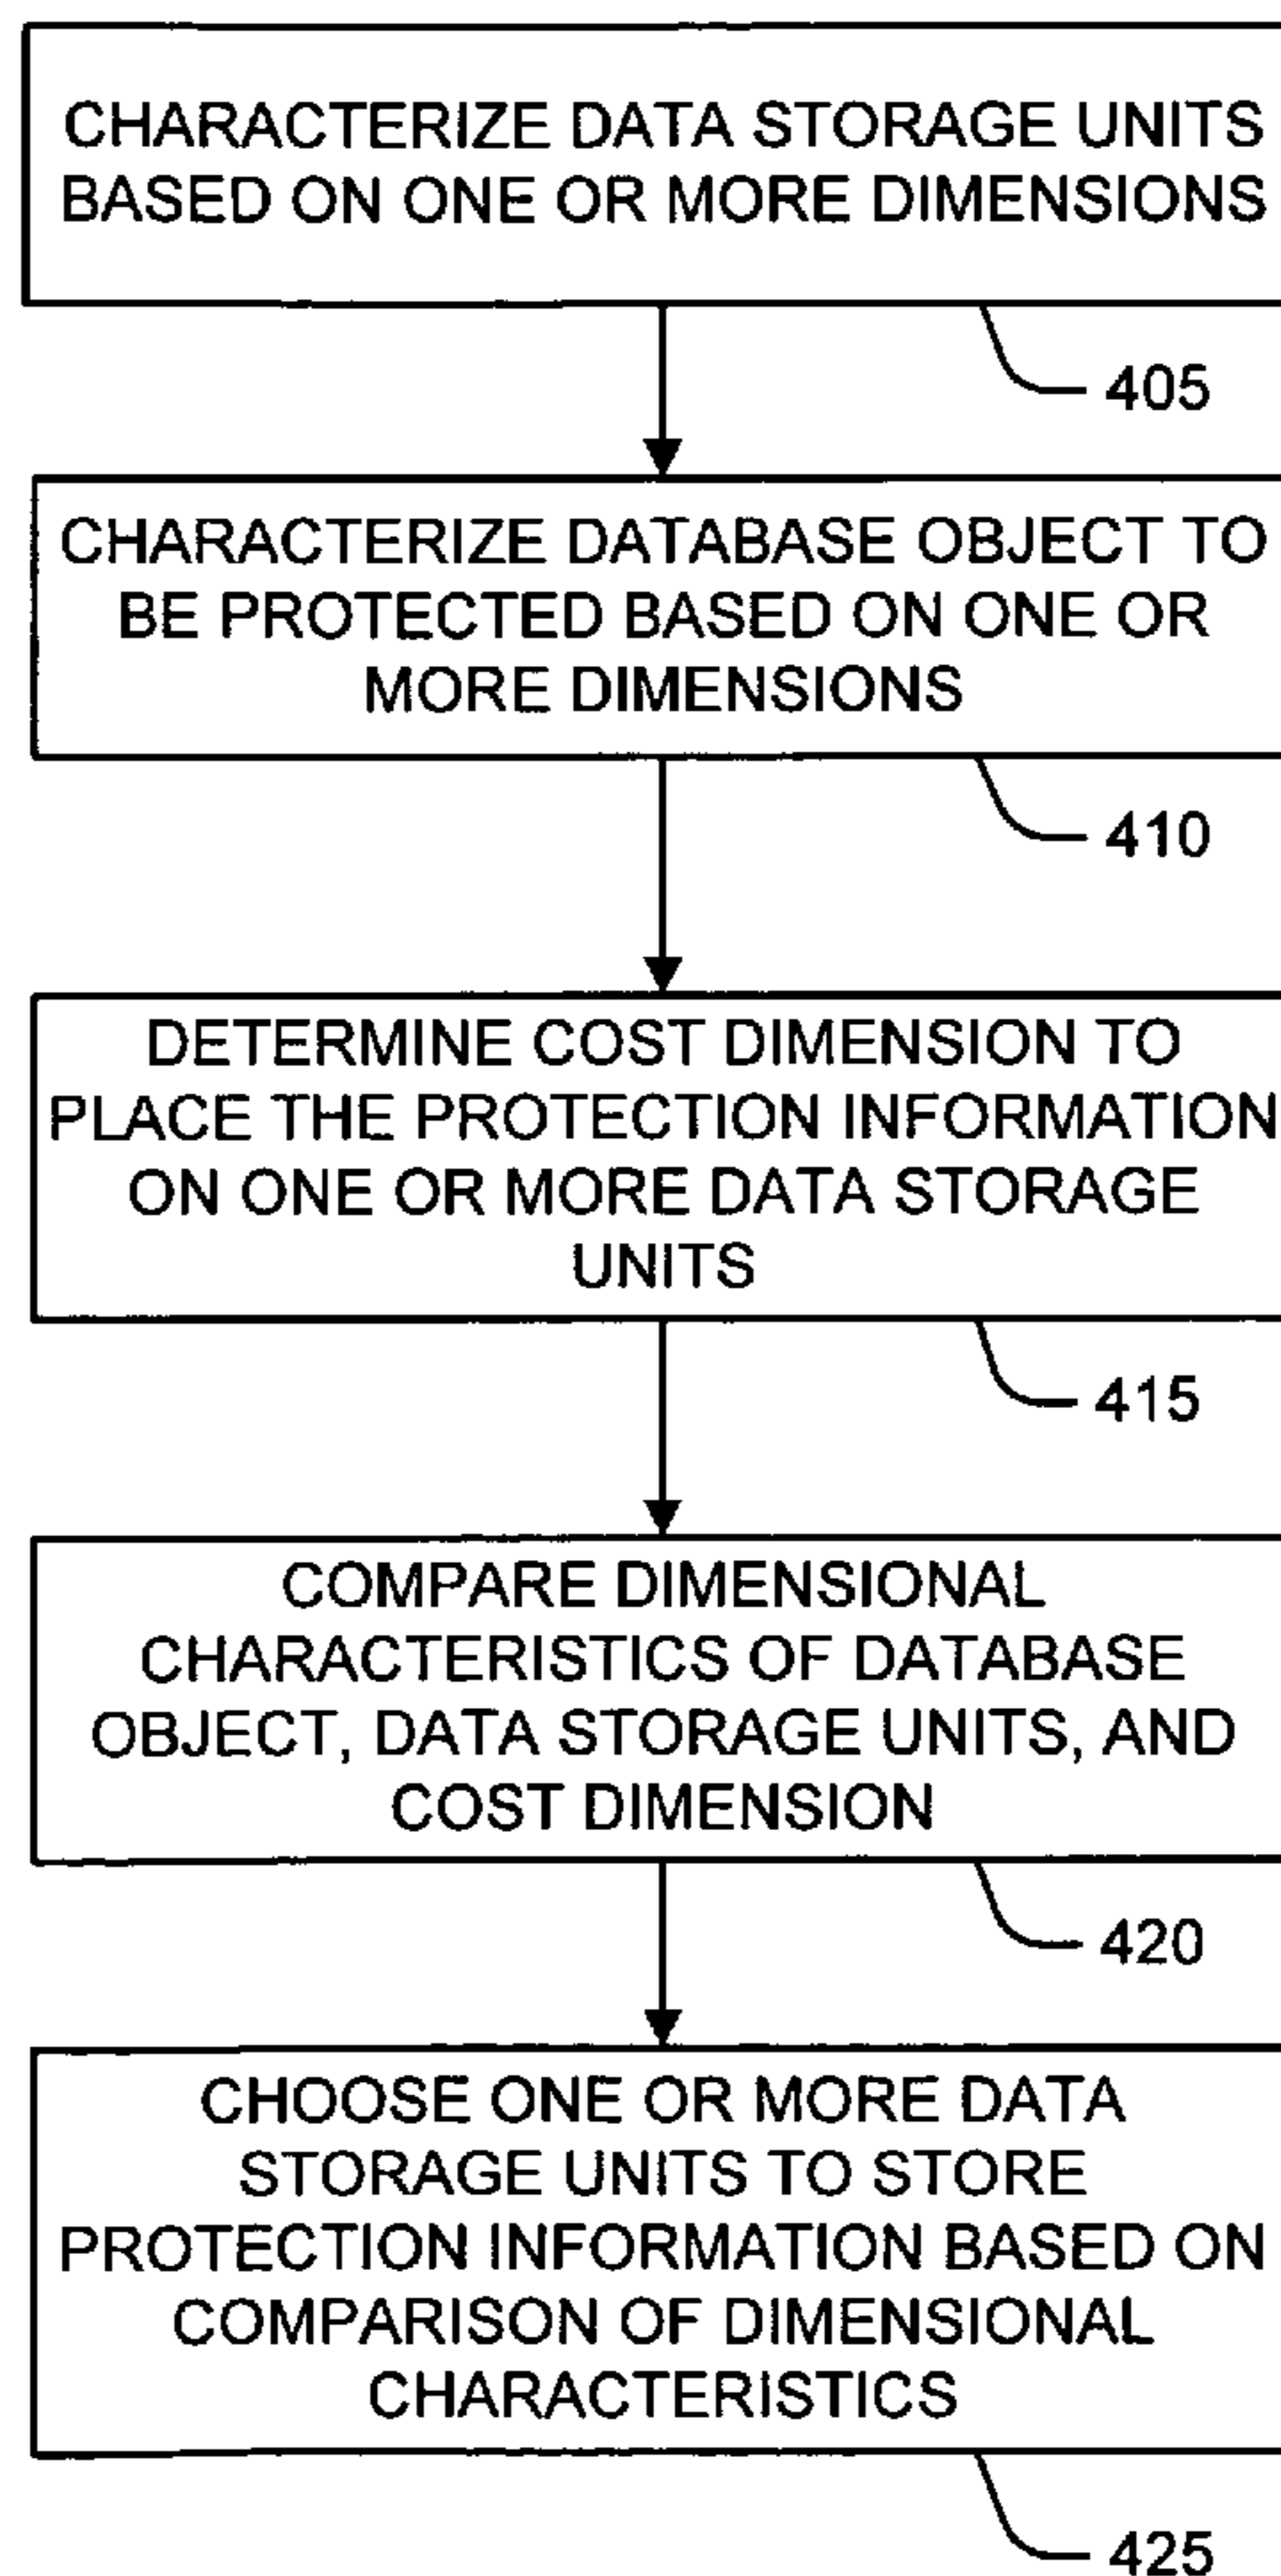 CHARACTERIZE DATA STORAGE UNITS
BASED ON ONE OR MORE DIMENSIONS
405
CHARACTERIZE DATABASE OBJECT TO
BE PROTECTED BASED ON ONE OR
MORE DIMENSIONS
410
DETERMINE COST DIMENSION TO
PLACE THE PROTECTION INFORMATION
ON ONE OR MORE DATA STORAGE
UNITS
415
COMPARE DIMENSIONAL
CHARACTERISTICS OF DATABASE
OBJECT, DATA STORAGE UNITS, AND
COST DIMENSION
420
CHOOSE ONE OR MORE DATA
STORAGE UNITS TO STORE
PROTECTION INFORMATION BASED ON
COMPARISON OF DIMENSIONAL
CHARACTERISTICS
425